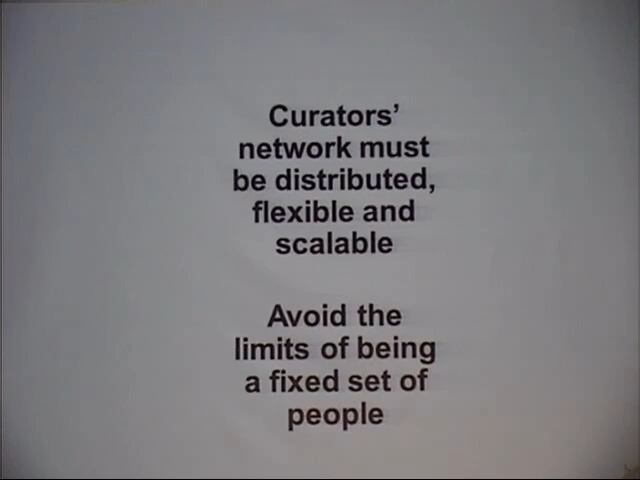 Curators’
network must
be distributed,
flexible and
scalable
Avoid the
limits of being
a fixed set of
people